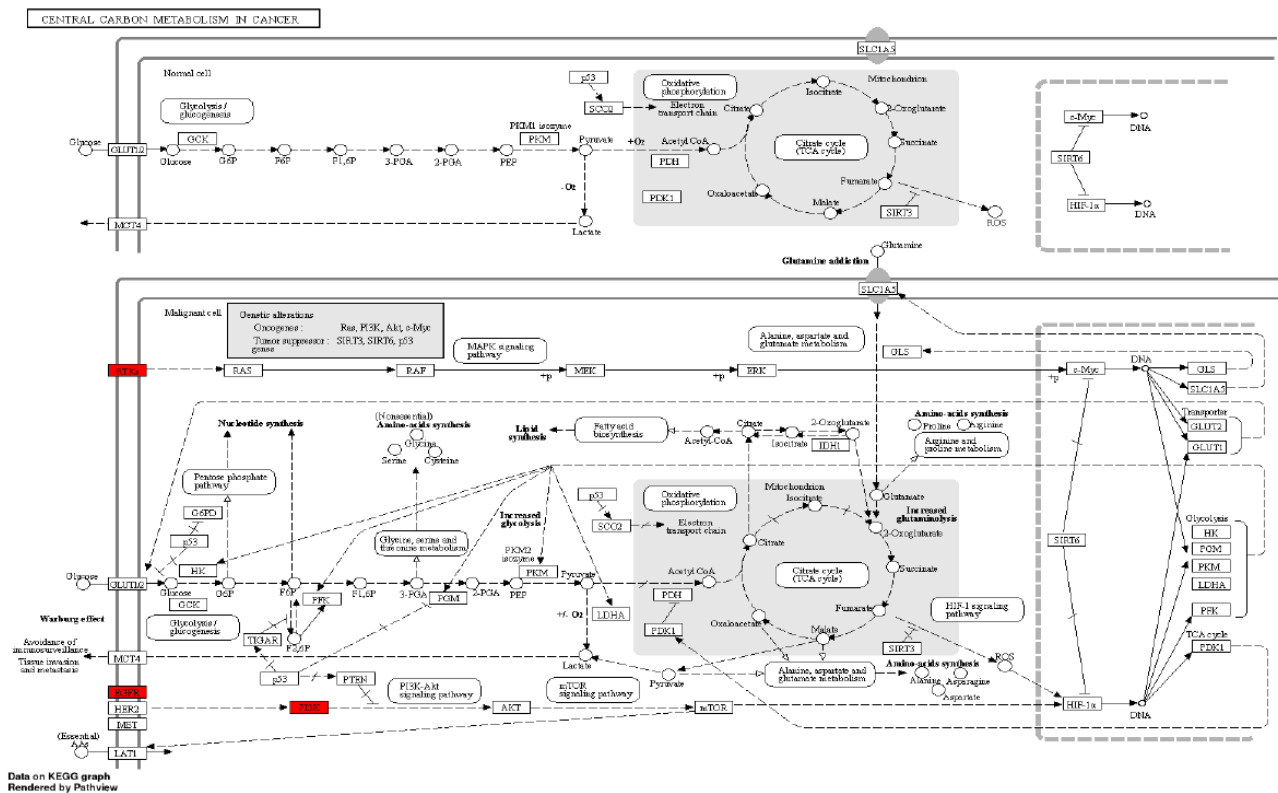 CENTRAL CARBON METABOLISM IN CANCER
SLC1A5
Normal cell
Glycolysis /
glucogenesis
p53
SCO2
Oxidative
phosphorylation
Electron
transport chain
Mitochondrion
Isocitrate
Citrate
2-Oxoglutarate
Succinate
Citrate cycle
(TCA cycle)
Fumarate
Malate
Oxaloacetate
SIRT3
ROS
Glucose
GLUT1/2
GCK
Glucose
G6P
F6P
F1,6P
3-PGA
2-PGA
PEP
PKM1 isozyme
PKM
Pyruvate
+O2
Acetyl CoA
PDH
PDK1
-O2
Lactate
MCT4
c-Myc
DNA
SIRT6
HIF-1α
DNA
Glutamine
Glutamine addiction
SLC1A5
Malignant cell
Genetic alterations
Oncogenes : Ras, PI3K, Akt, c-Myc
Tumor suppressor : SIRT3, SIRT6, p53
genes
MAPK signaling
pathway
Alanine, aspartate and
glutamate metabolism
GLS
RTKs
RAS
RAF
+p
MEK
+p
ERK
+p
c-Myc
DNA
GLS
SLC1A5
Transporter
GLUT2
GLUT1
Nucleotide synthesis
(Nonessential)
Amino-acids synthesis
Glycine
Serine
Cysteine
Lipid
synthesis
Fatty acid
biosynthesis
Acetyl-CoA
Citrate
Isocitrate
2-Oxoglutarate
IDH1
Amino-acids synthesis
Proline
Arginine
Arginine and
proline metabolism
Pentose phosphate
pathway
G6PD
p53
Glycine, serine and
threonine metabolism
Increased
glycolysis
PKM2
isozyme
PKM
p53
SCO2
Oxidative
phosphorylation
Electron
transport chain
Mitochondrion
Isocitrate
Glutamate
Increased
glutaminolysis
2-Oxoglutarate
Citrate
Citrate cycle
(TCA cycle)
Succinate
Fumarate
Malate
Oxaloacetate
SIRT3
HIF-1 signaling
pathway
ROS
SIRT6
Glycolysis
HK
PGM
PKM
LDHA
PFK
TCA cycle
PDK1
Glucose
GLUT1/2
Glucose
HK
GCK
G6P
F6P
PFK
F1,6P
3-PGA
PGM
2-PGA
PEP
Pyruvate
LDHA
Acetyl CoA
PDH
PDK1
+/- O2
Warburg effect
Glycolysis /
glucogenesis
TIGAR
F2,6P
Avoidance of
immunosurveillance
Tissue invasion
and metastasis
MCT4
Lactate
Pyruvate
Alanine, aspartate and
glutamate metabolism
Amino-acids synthesis
Alanine
Asparagine
Aspartate
p53
PTEN
PI3K-Akt
signaling pathway
mTOR
signaling pathway
EGFR
HER2
PI3K
AKT
mTOR
HIF-1α
DNA
MET
(Essential)
AAs
LAT1
Data on KEGG graph
Rendered by Pathview